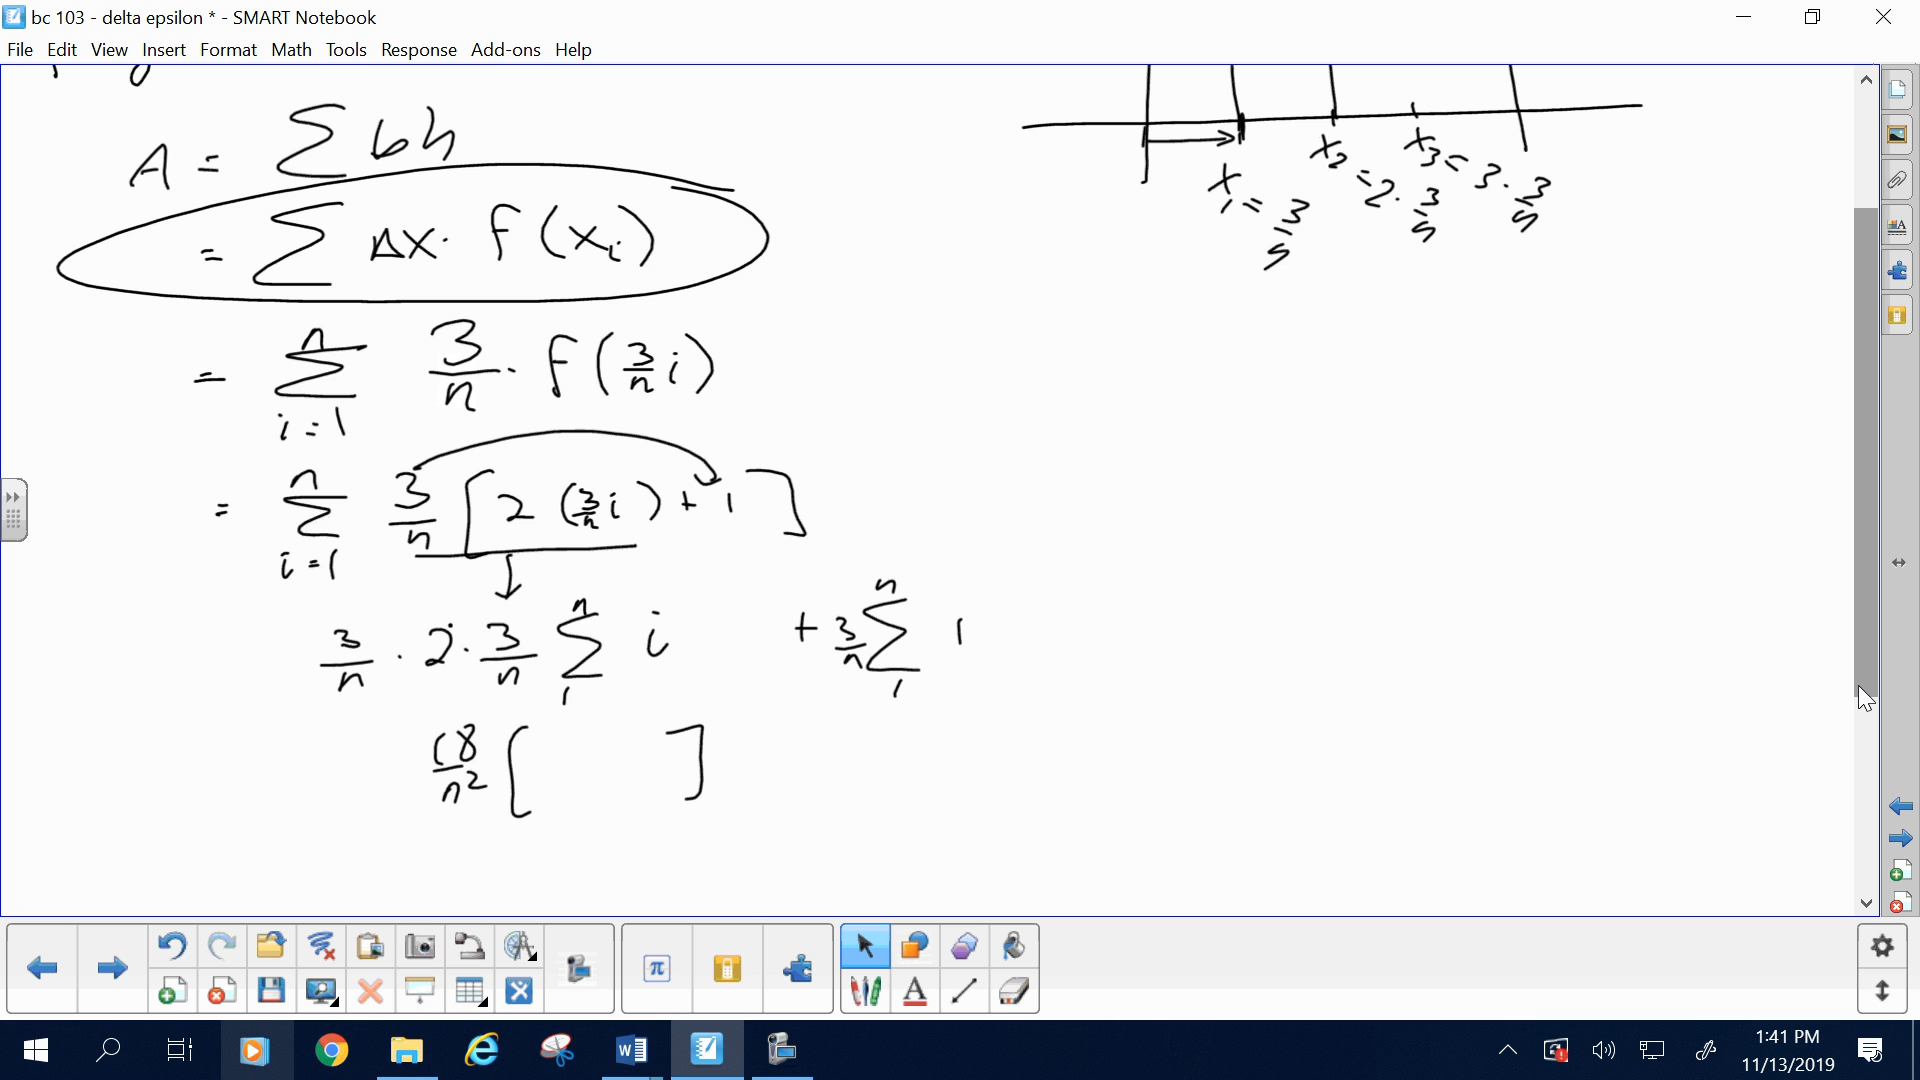 bc 103 - delta epsilon * - SMART Notebook
File Edit View Insert Format Math Tools Response Add-ons Help
A = Σ bh
= Σ Δx · f(xᵢ)
x₁ = 3/5
x₂ = 2 · 3/5
x₃ = 3 · 3/5
= Σ_{i=1}^{n} 3/n · f(3/n i)
= Σ_{i=1}^{n} 3/n [2 (3/n i) + 1]
3/n · 2 · 3/n Σ_{1}^{n} i + 3/n Σ_{1}^{n} 1
18/n² [ ]
1:41 PM
11/13/2019